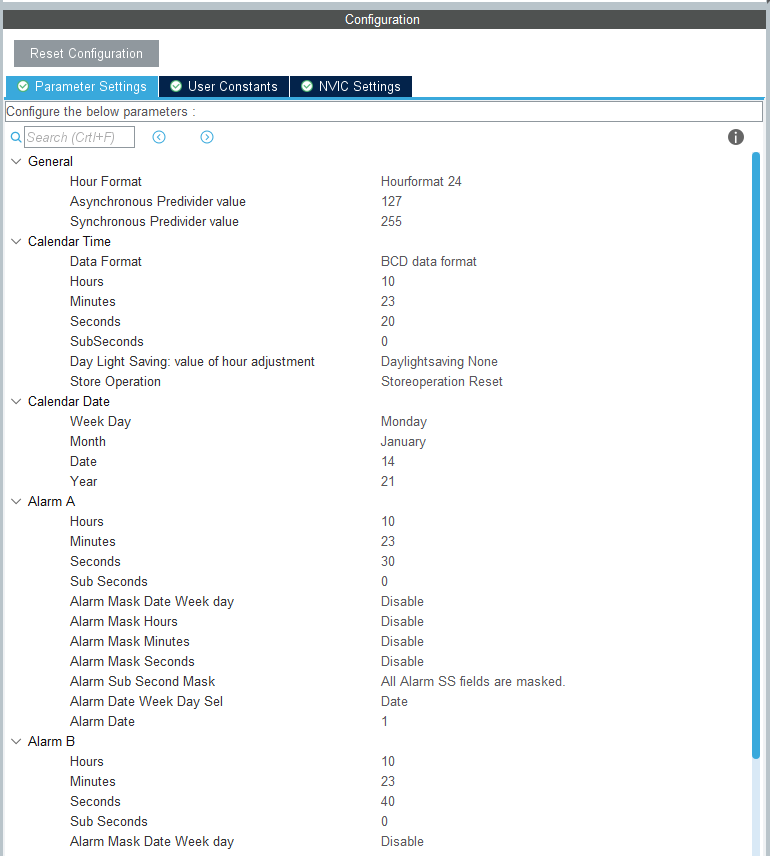 Configuration
Reset Configuration
Parameter Settings User Constants NVIC Settings
Configure the below parameters :
Search (Crtl+F)
General
Hour Format Hourformat 24
Asynchronous Predivider value 127
Synchronous Predivider value 255
Calendar Time
Data Format BCD data format
Hours 10
Minutes 23
Seconds 20
SubSeconds 0
Day Light Saving: value of hour adjustment Daylightsaving None
Store Operation Storeoperation Reset
Calendar Date
Week Day Monday
Month January
Date 14
Year 21
Alarm A
Hours 10
Minutes 23
Seconds 30
Sub Seconds 0
Alarm Mask Date Week day Disable
Alarm Mask Hours Disable
Alarm Mask Minutes Disable
Alarm Mask Seconds Disable
Alarm Sub Second Mask All Alarm SS fields are masked.
Alarm Date Week Day Sel Date
Alarm Date 1
Alarm B
Hours 10
Minutes 23
Seconds 40
Sub Seconds 0
Alarm Mask Date Week day Disable